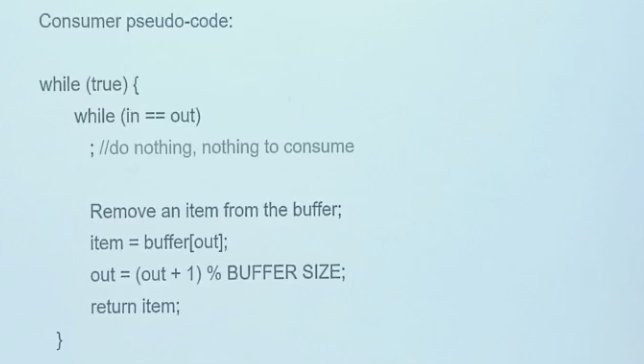 Consumer pseudo-code:
while (true) {
while (in == out)
; //do nothing, nothing to consume
Remove an item from the buffer;
item = buffer[out];
out = (out + 1) % BUFFER SIZE;
return item;
}